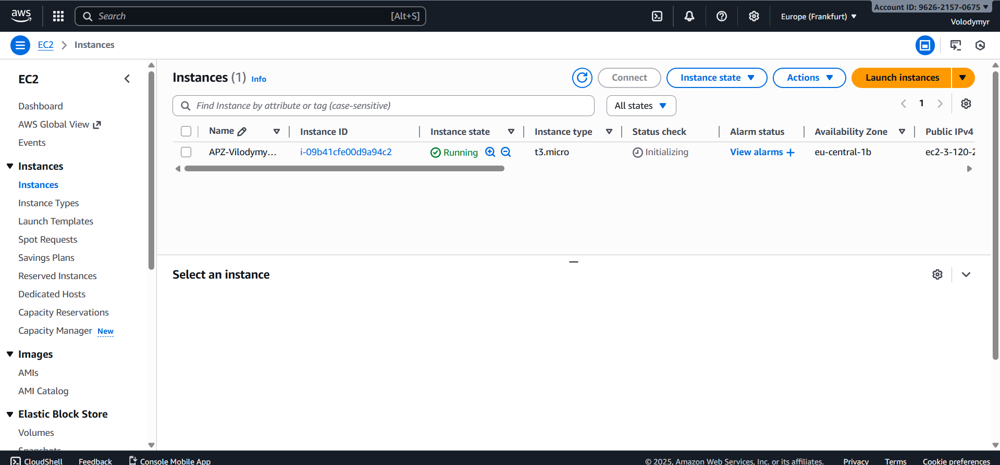 aws
Search [Alt+S]
Europe (Frankfurt)
Account ID: 9626-2157-0675
Volodymyr
EC2 Instances
EC2
Dashboard
AWS Global View
Events
Instances
Instances
Instance Types
Launch Templates
Spot Requests
Savings Plans
Reserved Instances
Dedicated Hosts
Capacity Reservations
Capacity Manager New
Images
AMIs
AMI Catalog
Elastic Block Store
Volumes
Snapshots
Instances (1) Info
Connect
Instance state
Actions
Launch instances
Find Instance by attribute or tag (case-sensitive)
All states
1
Name Instance ID Instance state Instance type Status check Alarm status Availability Zone Public IPv4
APZ-Vilodymy... i-09b41cfe00d9a94c2 Running t3.micro Initializing View alarms + eu-central-1b ec2-3-120-2
Select an instance
CloudShell Feedback Console Mobile App © 2025, Amazon Web Services, Inc. or its affiliates. Privacy Terms Cookie preferences